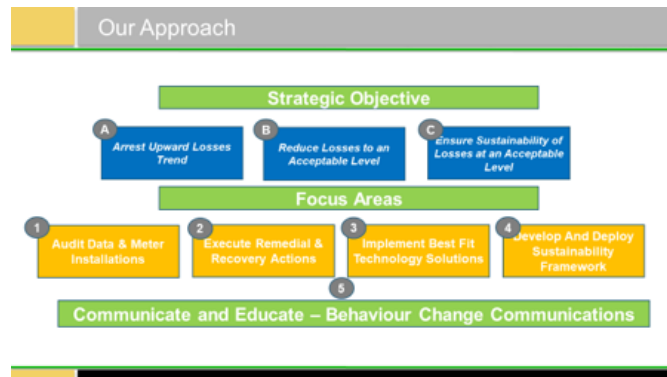 Our Approach
Strategic Objective
A
Arrest Upward Losses
Trend
B
Reduce Losses to an
Acceptable Level
C
Ensure Sustainability of
Losses at an Acceptable
Level
Focus Areas
1
Audit Data & Meter
Installations
2
Execute Remedial &
Recovery Actions
3
Implement Best Fit
Technology Solutions
4
Develop And Deploy
Sustainability
Framework
5
Communicate and Educate – Behaviour Change Communications